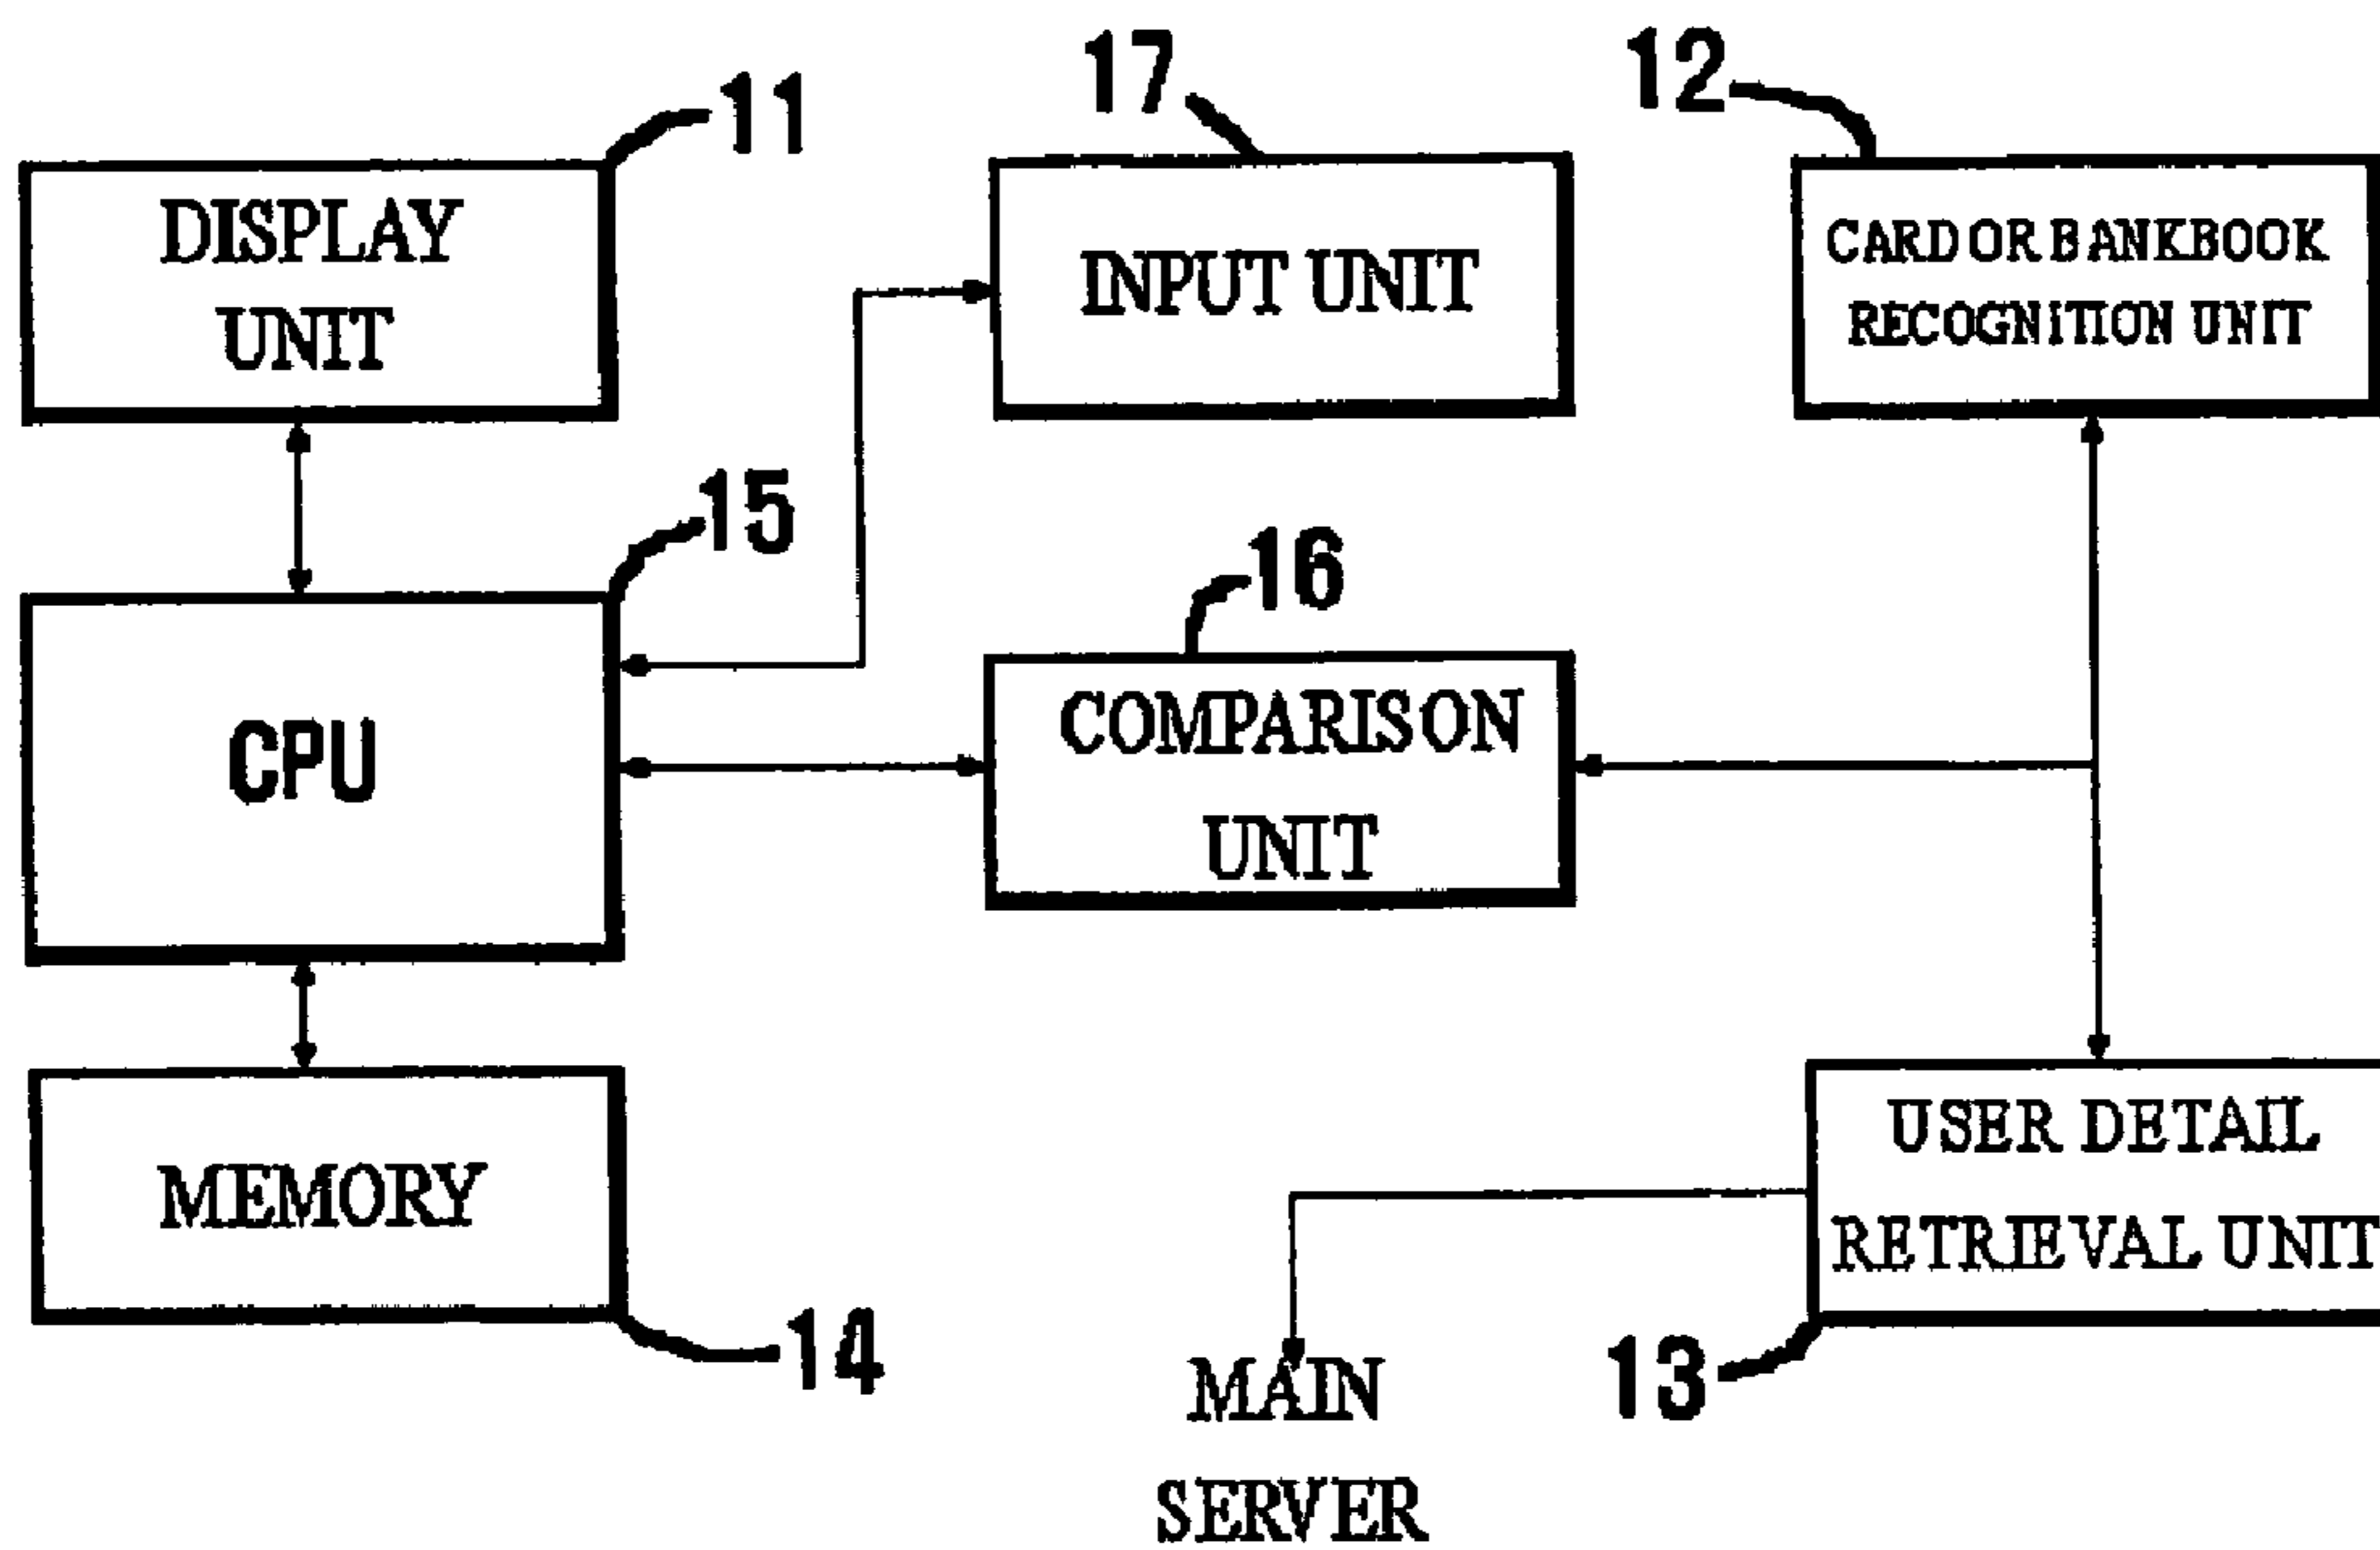 11
17
12
DISPLAY
UNIT
INPUT UNIT
CARD OR BANKBOOK
RECOGNITION UNIT
15
16
CPU
COMPARISON
UNIT
MEMORY
14
USER DETAIL
RETRIEVAL UNIT
13
MAIN
SERVER